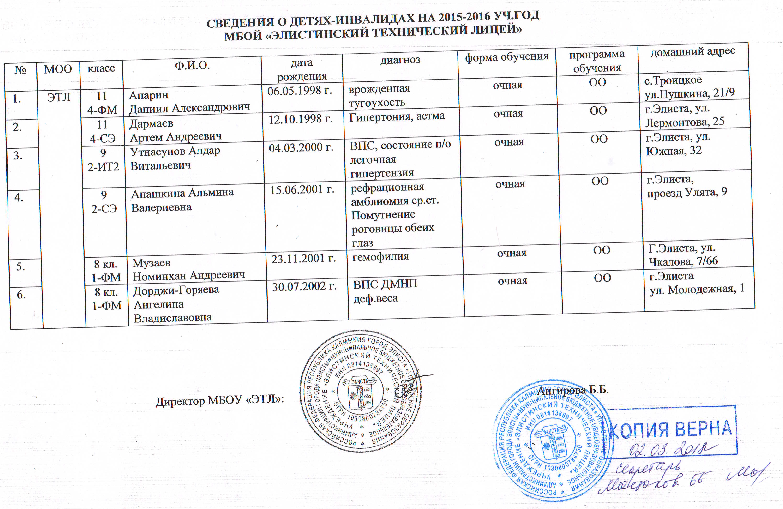 СВЕДЕНИЯ О ДЕТЯХ-ИНВАЛИДАХ НА 2015-2016 УЧ.ГОД
МБОЙ «ЭЛИСТИНСКИЙ ТЕХНИЧЕСКИЙ ЛИЦЕЙ»
№ МОО класс Ф.И.О. дата рождения диагноз форма обучения программа обучения домашний адрес
1. ЭТЛ 11 Апарин 06.05.1998 г. врожденная очная ОО с.Троицкое
4-ФМ Даниил Александрович тугоухость ул.Пушкина, 21/9
2. 11 Дармаев 12.10.1998 г. Гипертония, астма очная ОО г.Элиста, ул.
4-СЭ Артем Андреевич Лермонтова, 25
3. 9 Утнасунов Алдар 04.03.2000 г. ВПС, состояние п/о очная ОО г.Элиста, ул.
2-ИТ2 Витальевич легочная Южная, 32
гипертензия
4. 9 Апашкина Альмина 15.06.2001 г. рефракционная очная ОО г.Элиста,
2-СЭ Валериевна амблиомия ср.ст. проезд Улята, 9
Помутнение
роговицы обеих
глаз
5. 8 кл. Музаев 23.11.2001 г. гемофилия очная ОО Г.Элиста, ул.
1-ФМ Номинхан Андреевич Чкалова, 7/66
6. 8 кл. Дорджи-Горяева 30.07.2002 г. ВПС ДМПП очная ОО г.Элиста
1-ФМ Ангелина деф.веса ул. Молодежная, 1
Владиславовна
Директор МБОУ «ЭТЛ»: Антирова Б.Б.
КОПИЯ ВЕРНА
02.03.2012
секретарь